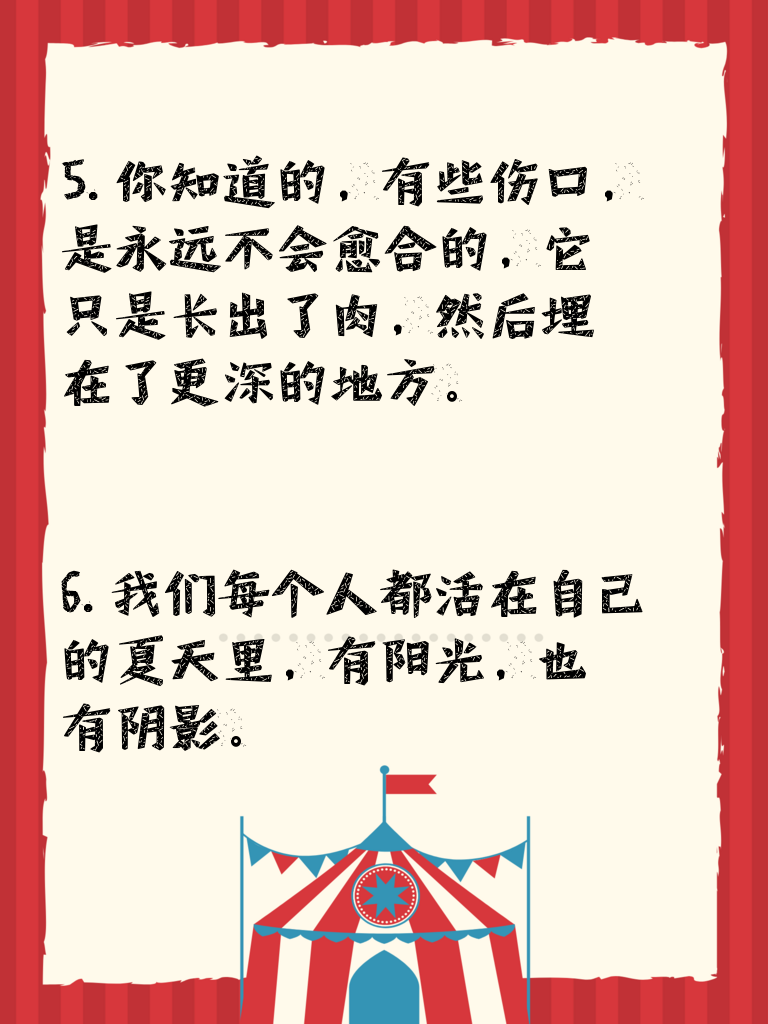 5. 你知道的，有些伤口，
是永远不会愈合的，它
只是长出了肉，然后埋
在了更深的地方。
6. 我们每个人都活在自己
的夏天里，有阳光，也
有阴影。